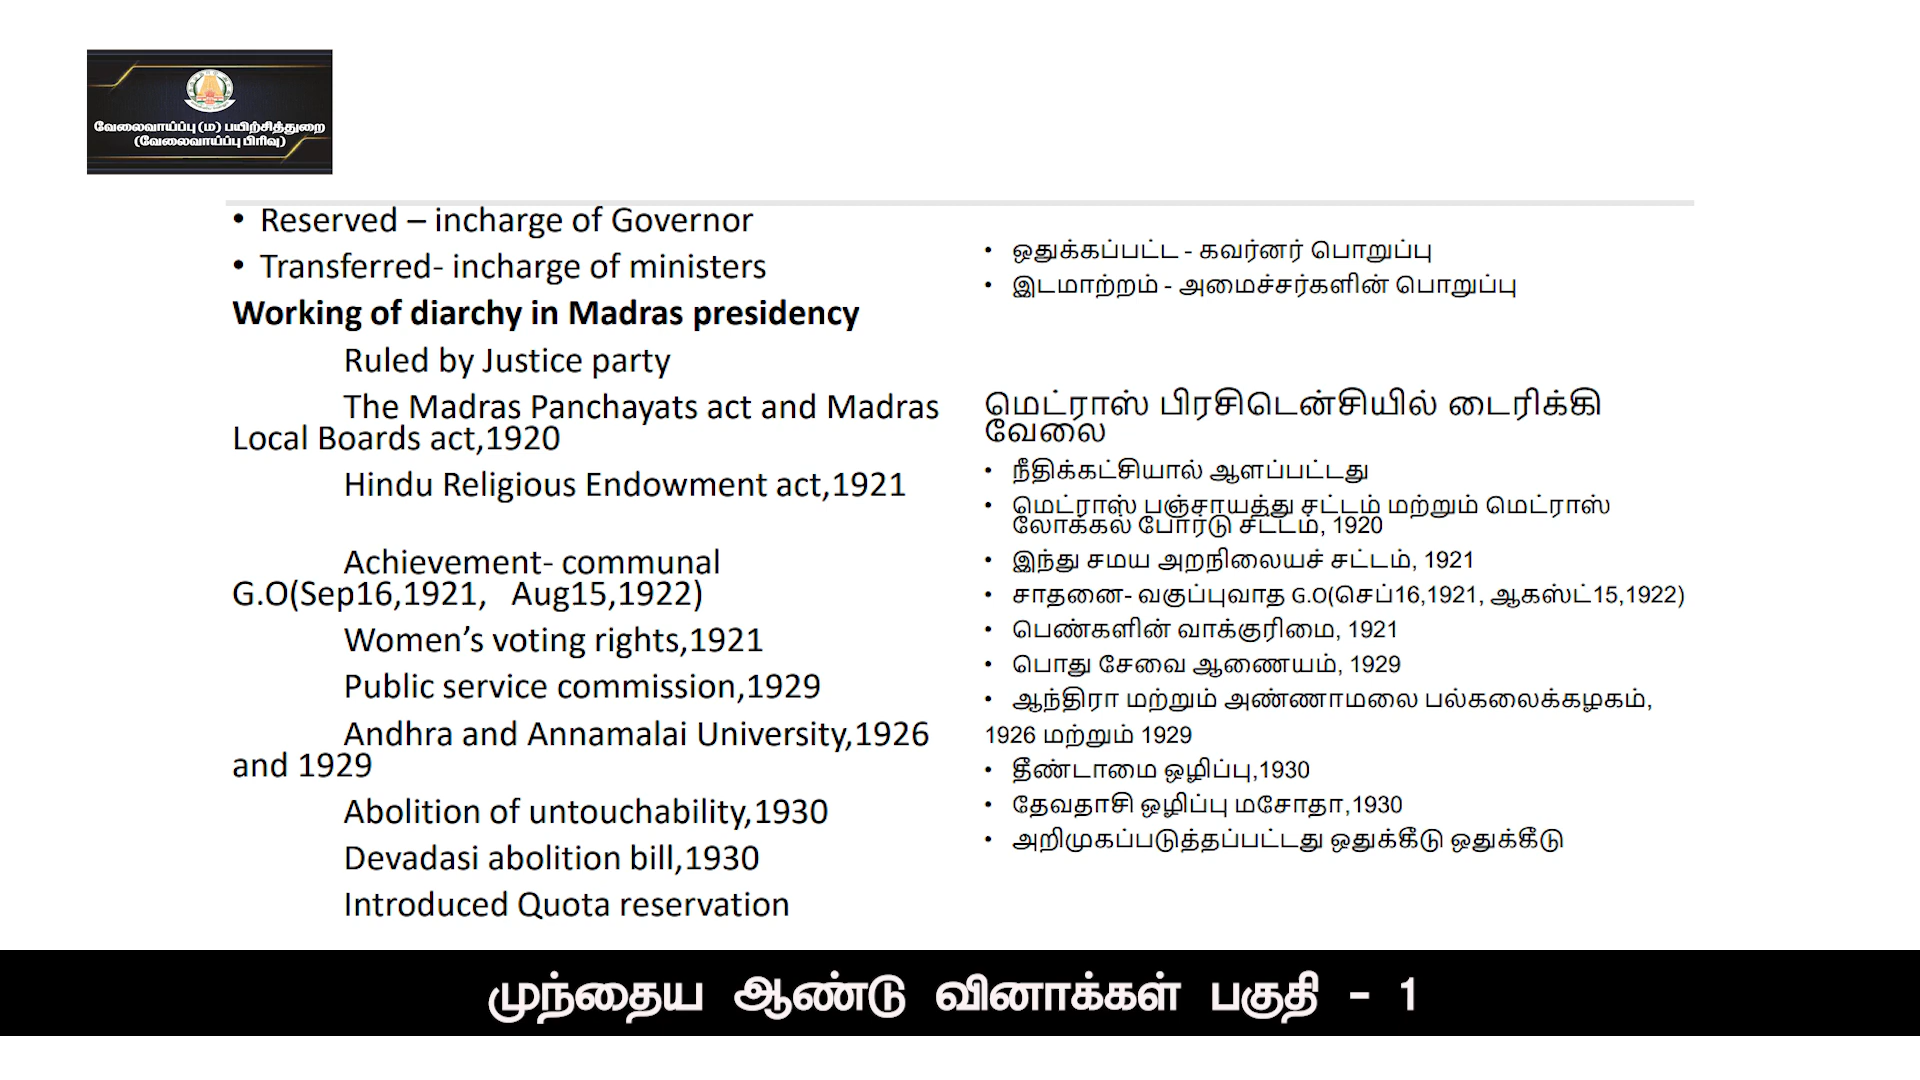 வேலைவாய்ப்பு (ம) பயிற்சித்துறை
(வேலைவாய்ப்பு பிரிவு)
• Reserved – incharge of Governor
• Transferred- incharge of ministers
Working of diarchy in Madras presidency
Ruled by Justice party
The Madras Panchayats act and Madras
Local Boards act,1920
Hindu Religious Endowment act,1921
Achievement- communal
G.O(Sep16,1921, Aug15,1922)
Women’s voting rights,1921
Public service commission,1929
Andhra and Annamalai University,1926
and 1929
Abolition of untouchability,1930
Devadasi abolition bill,1930
Introduced Quota reservation
• ஒதுக்கப்பட்ட - கவர்னர் பொறுப்பு
• இடமாற்றம் - அமைச்சர்களின் பொறுப்பு
மெட்ராஸ் பிரசிடென்சியில் டைரிக்கி
வேலை
• நீதிக்கட்சியால் ஆளப்பட்டது
• மெட்ராஸ் பஞ்சாயத்து சட்டம் மற்றும் மெட்ராஸ்
லோக்கல் போர்டு சட்டம், 1920
• இந்து சமய அறநிலையச் சட்டம், 1921
• சாதனை- வகுப்புவாத G.O(செப்16,1921, ஆகஸ்ட்15,1922)
• பெண்களின் வாக்குரிமை, 1921
• பொது சேவை ஆணையம், 1929
• ஆந்திரா மற்றும் அண்ணாமலை பல்கலைக்கழகம்,
1926 மற்றும் 1929
• தீண்டாமை ஒழிப்பு,1930
• தேவதாசி ஒழிப்பு மசோதா,1930
• அறிமுகப்படுத்தப்பட்டது ஒதுக்கீடு ஒதுக்கீடு
முந்தைய ஆண்டு வினாக்கள் பகுதி - 1